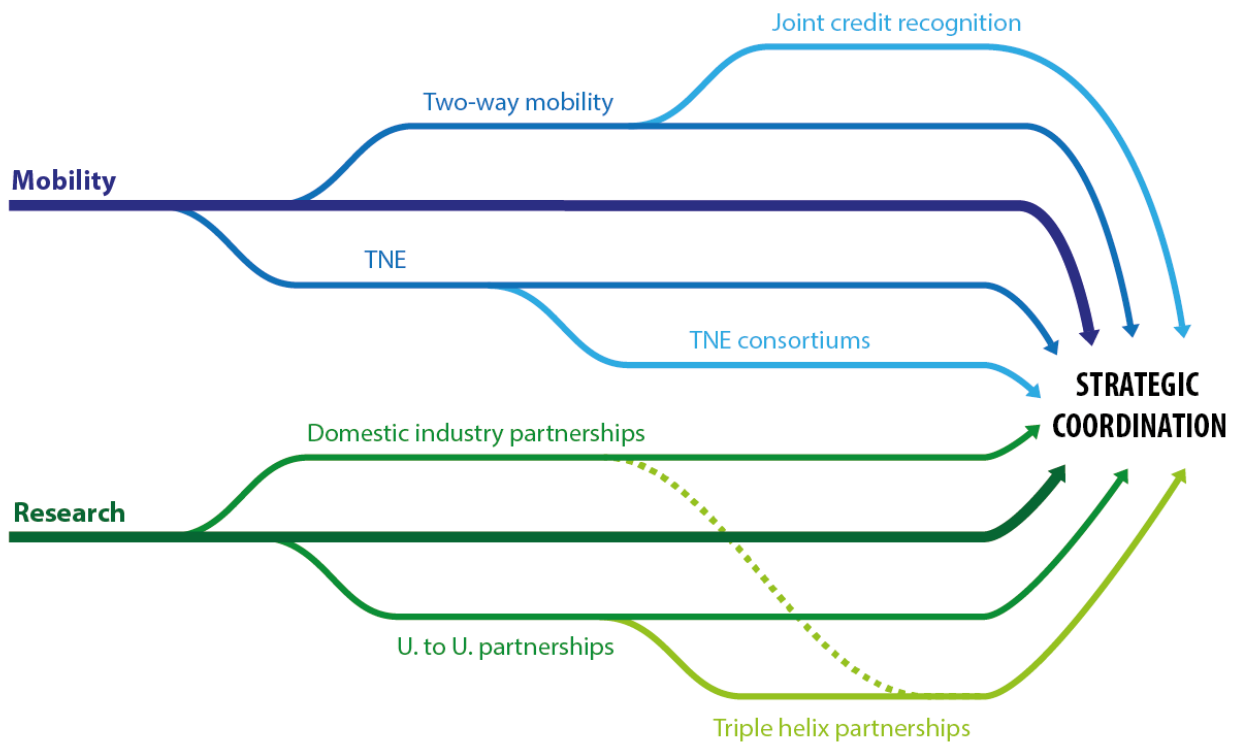 Joint credit recognition
Two-way mobility
Mobility
TNE
TNE consortiums
STRATEGIC
COORDINATION
Domestic industry partnerships
Research
U. to U. partnerships
Triple helix partnerships